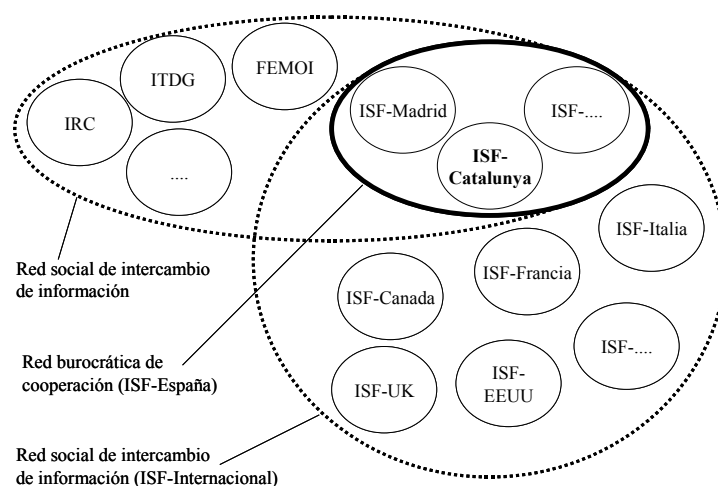 FEMOI
ITDG
IRC
....
ISF-Madrid
ISF-....
ISF-
Catalunya
ISF-Italia
ISF-Francia
ISF-Canada
ISF-....
ISF-UK
ISF-
EEUU
Red social de intercambio
de información
Red burocrática de
cooperación (ISF-España)
Red social de intercambio
de información (ISF-Internacional)